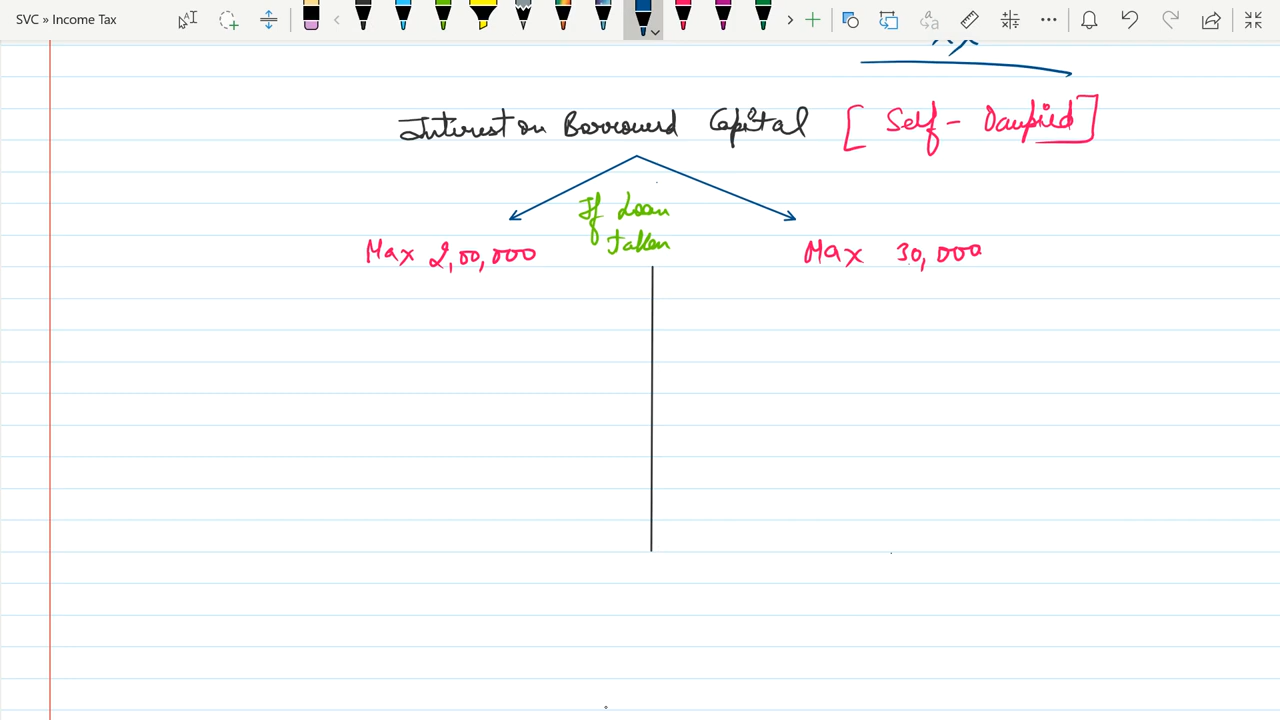 SVC » Income Tax
Interest on Borrowed Capital [ Self - Occupied ]
If Loan
Taken
Max 2,00,000
Max 30,000